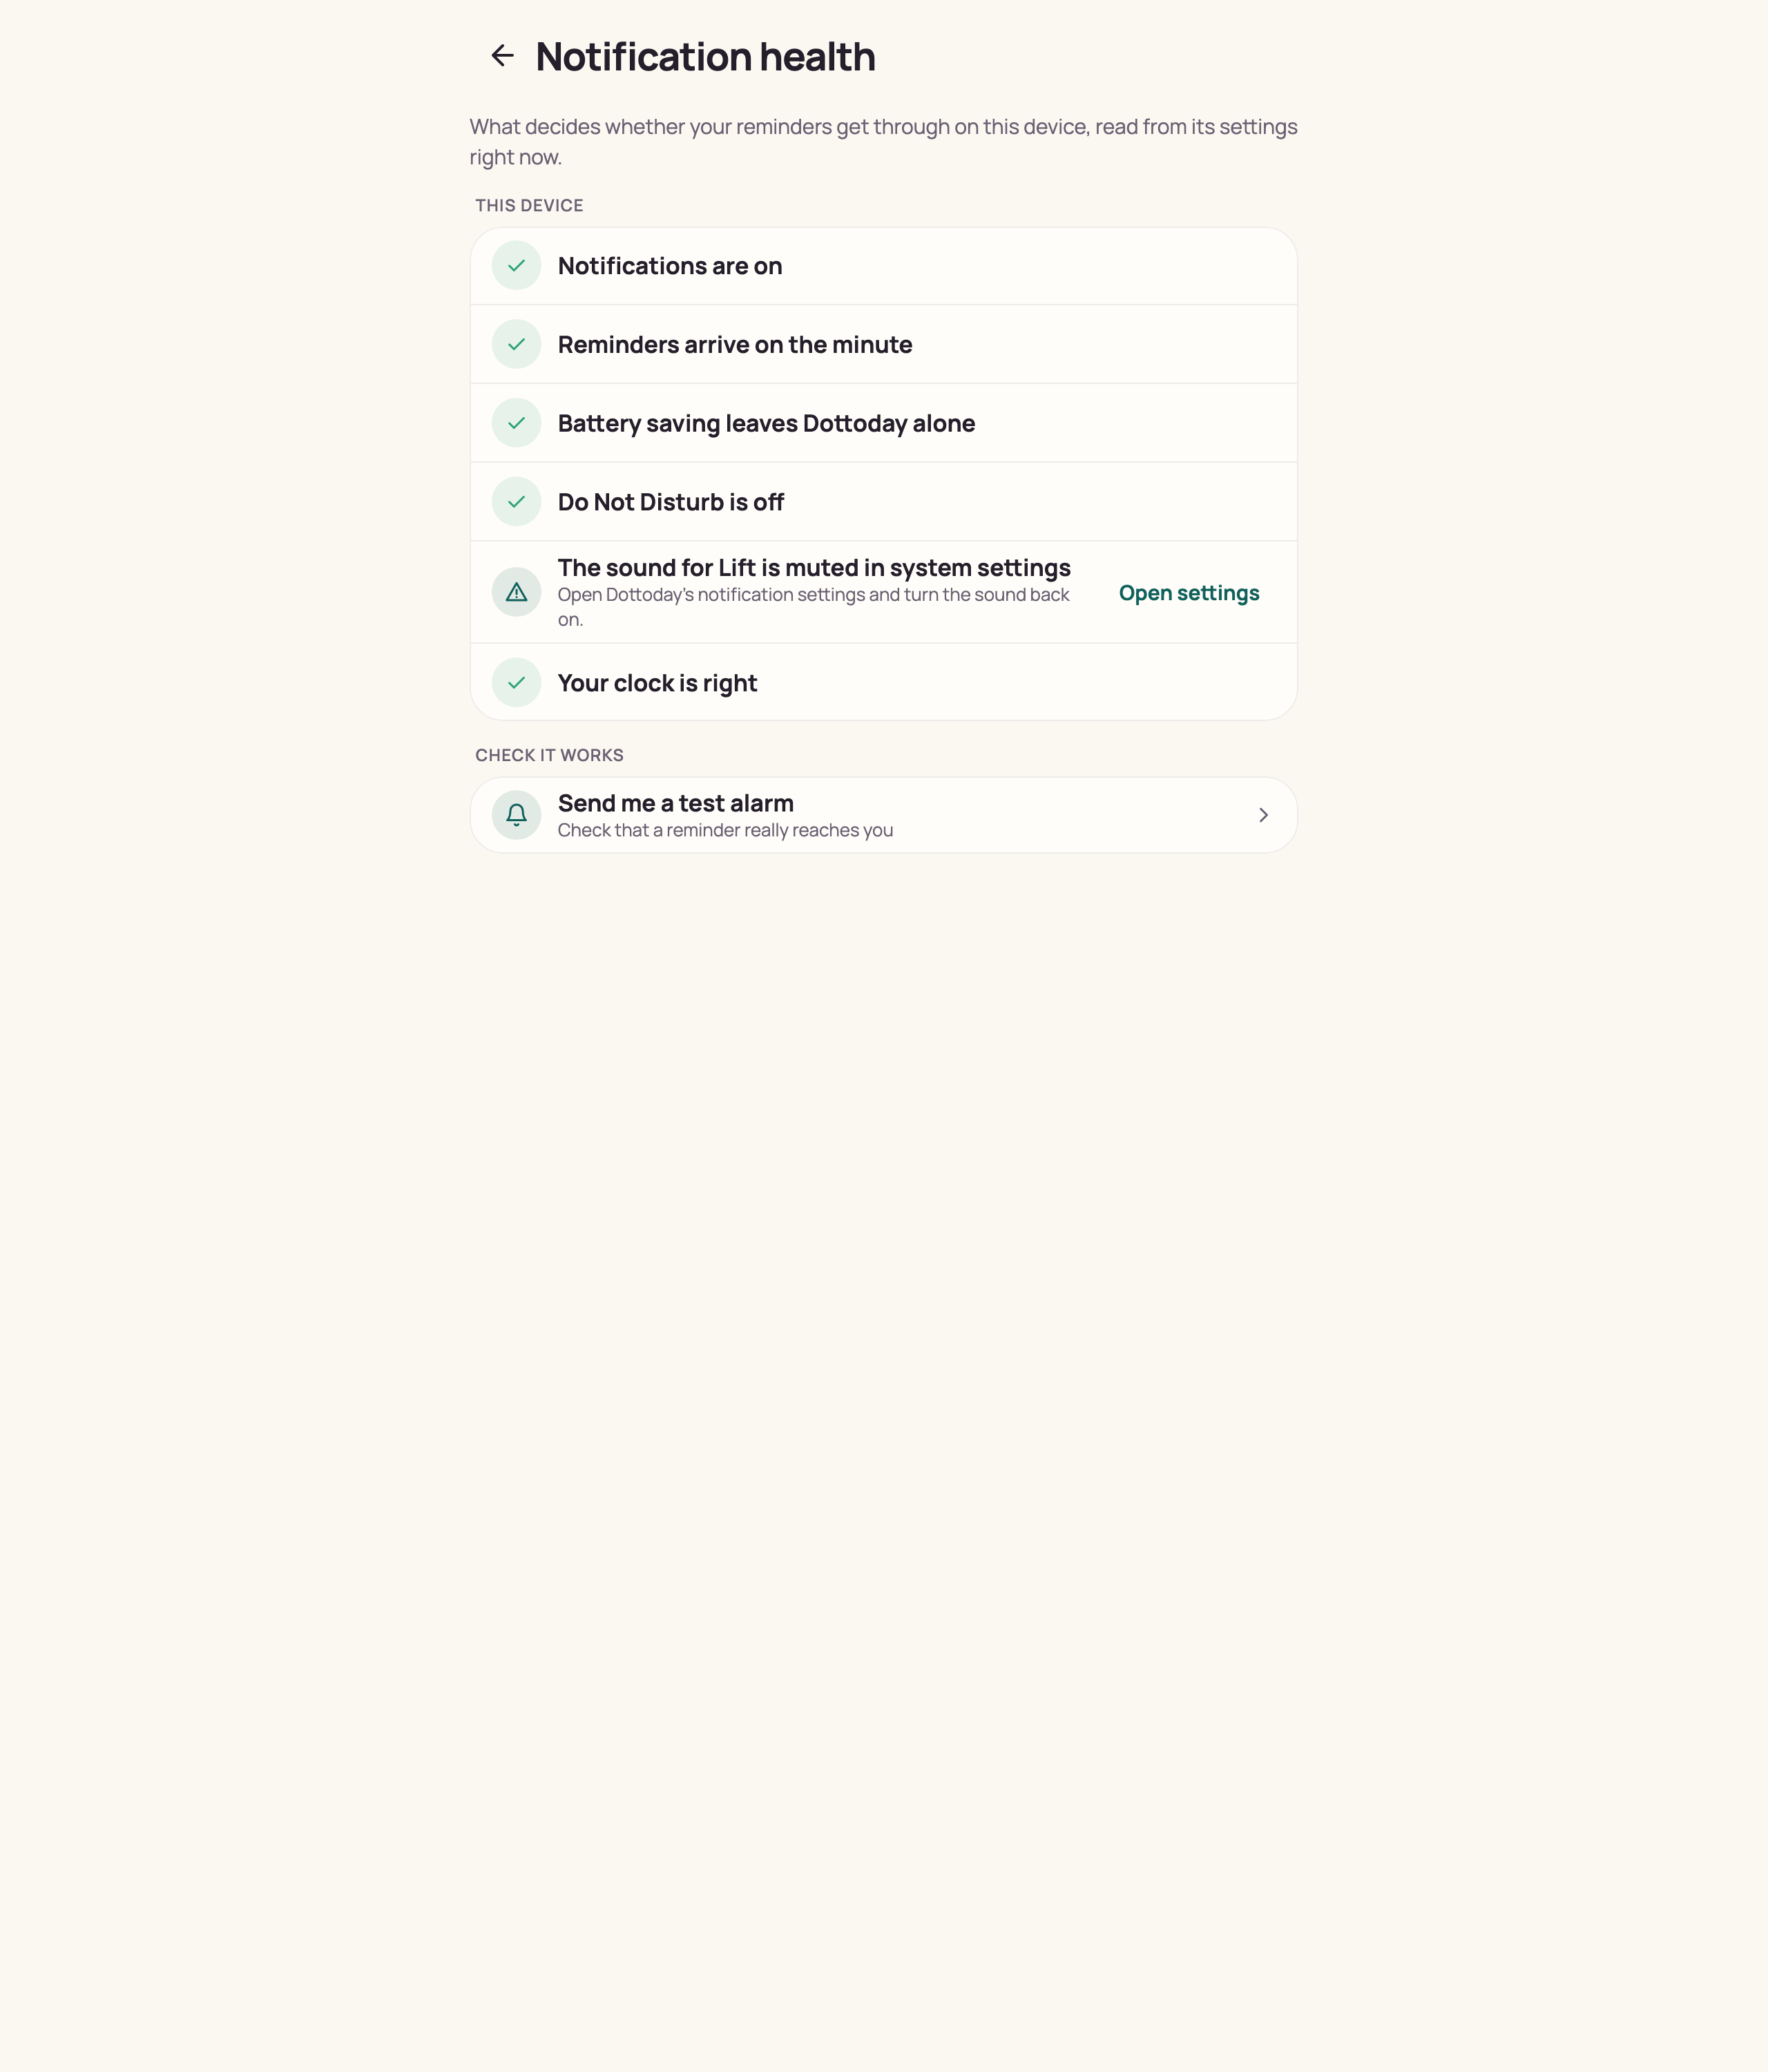 Notification health
What decides whether your reminders get through on this device, read from its settings
right now.
THIS DEVICE
Notifications are on
Reminders arrive on the minute
Battery saving leaves Dottoday alone
Do Not Disturb is off
The sound for Lift is muted in system settings
Open Dottoday's notification settings and turn the sound back
on.
Open settings
Your clock is right
CHECK IT WORKS
Send me a test alarm
Check that a reminder really reaches you